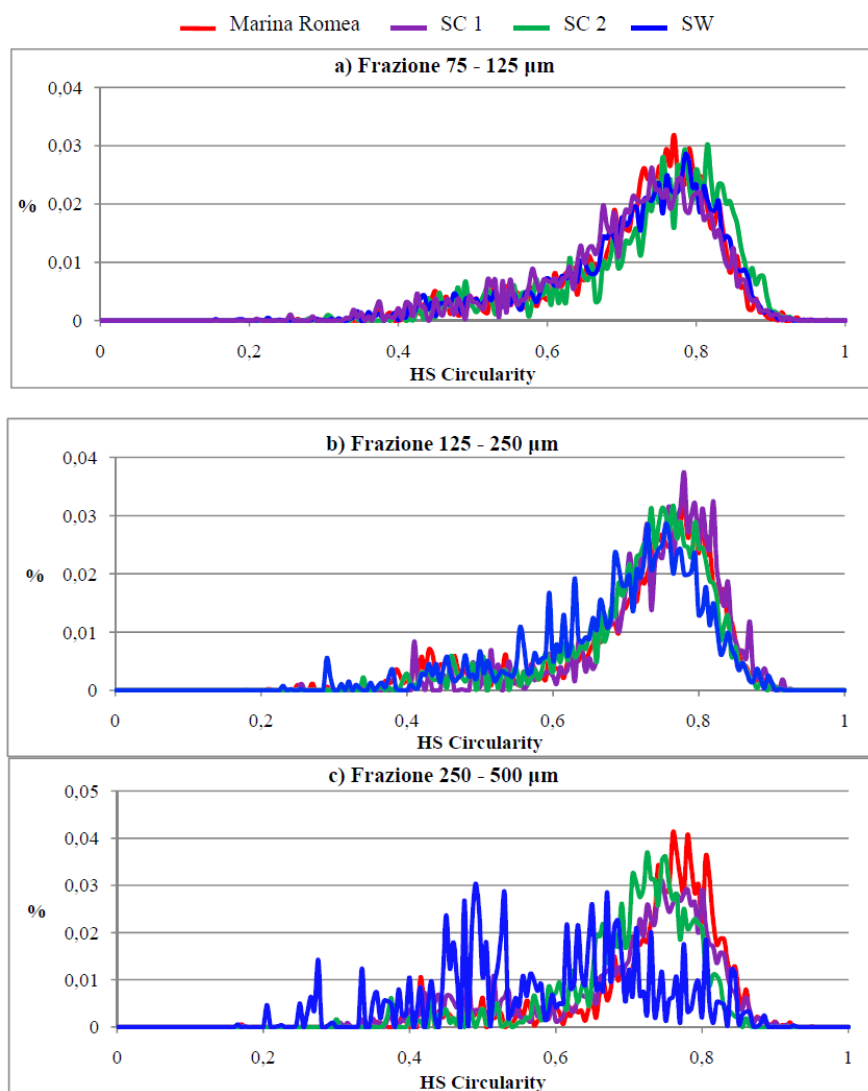 Marina Romea SC 1 SC 2 SW
a) Frazione 75 - 125 µm
0,04
0,03
%
0,02
0,01
0
0 0,2 0,4 0,6 0,8 1
HS Circularity
b) Frazione 125 - 250 µm
0,04
0,03
%
0,02
0,01
0
0 0,2 0,4 0,6 0,8 1
HS Circularity
c) Frazione 250 - 500 µm
0,05
0,04
0,03
%
0,02
0,01
0
0 0,2 0,4 0,6 0,8 1
HS Circularity